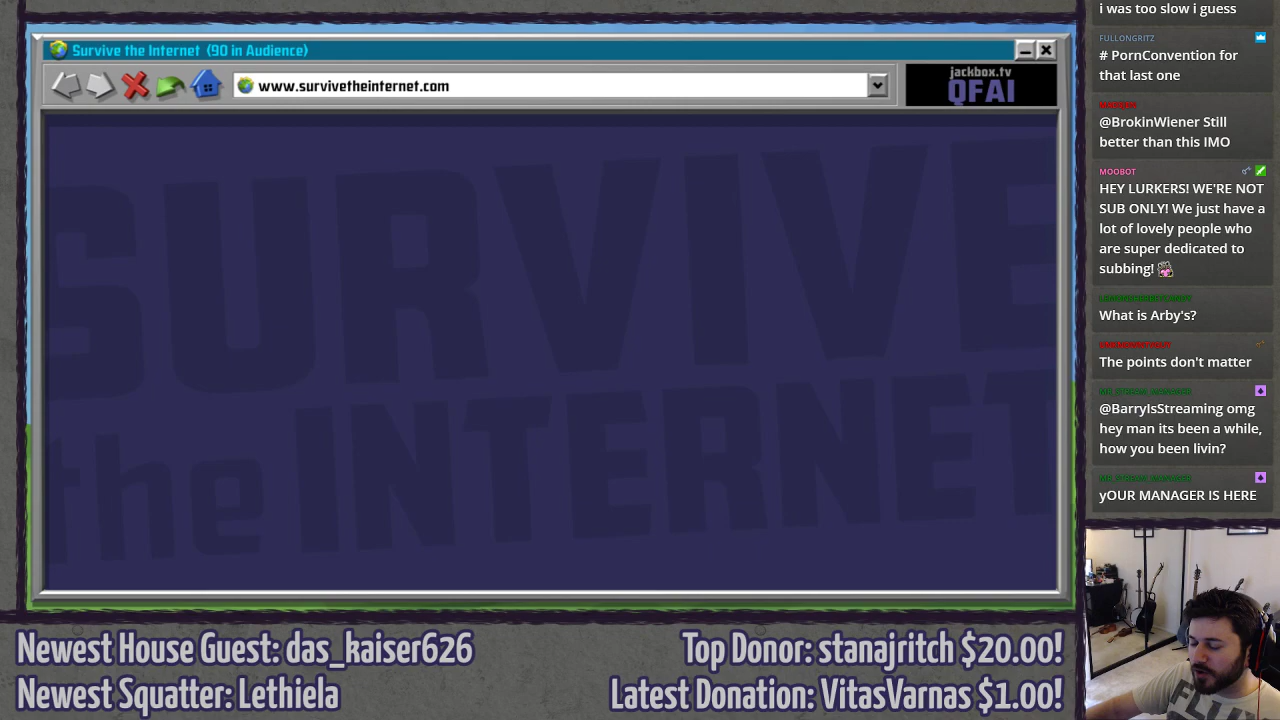 Survive the Internet (90 in Audience)
www.survivetheinternet.com
jackbox.tv
QFAI
SURVIVE
the INTERNET
i was too slow i guess
FULLONGRITZ
# PornConvention for
that last one
@BrokinWiener Still
better than this IMO
MOOBOT
HEY LURKERS! WE'RE NOT
SUB ONLY! We just have a
lot of lovely people who
are super dedicated to
subbing!
What is Arby's?
The points don't matter
MR_STREAM_MANAGER
@BarryIsStreaming omg
hey man its been a while,
how you been livin?
MR_STREAM_MANAGER
yOUR MANAGER IS HERE
Newest House Guest: das_kaiser626
Newest Squatter: Lethiela
Top Donor: stanajritch $20.00!
Latest Donation: VitasVarnas $1.00!